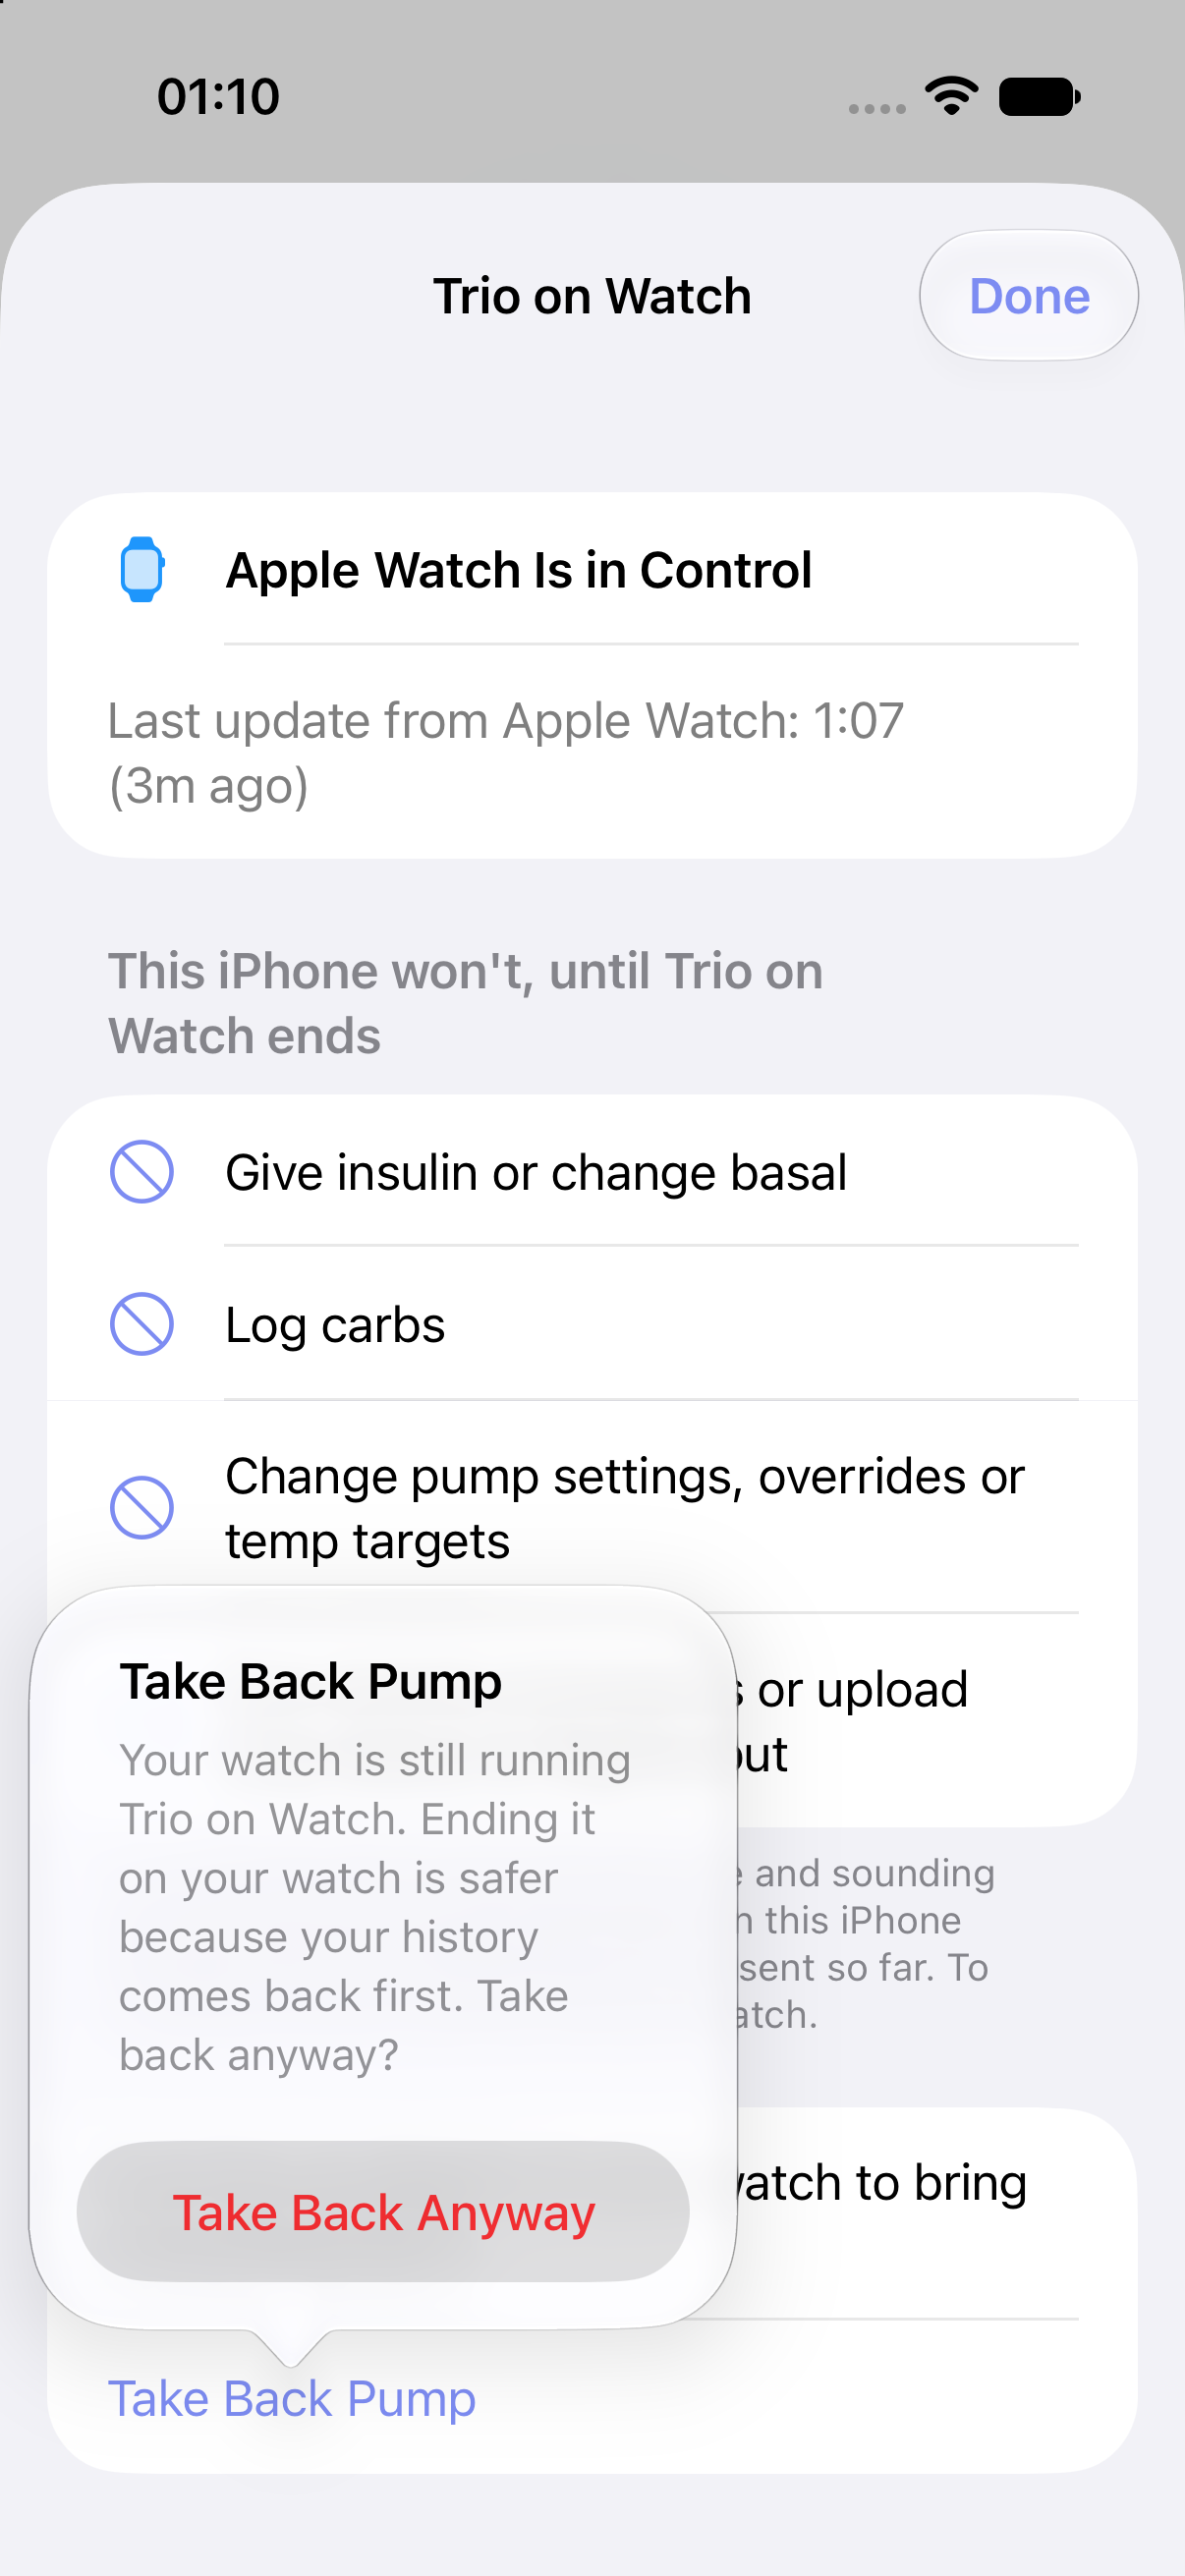 01:10
Trio on Watch
Done
Apple Watch Is in Control
Last update from Apple Watch: 1:07
(3m ago)
This iPhone won't, until Trio on
Watch ends
Give insulin or change basal
Log carbs
Change pump settings, overrides or
temp targets
or upload
Take Back Pump
Your watch is still running
Trio on Watch. Ending it
on your watch is safer
because your history
comes back first. Take
back anyway?
Take Back Anyway
and sounding
this iPhone
sent so far. To
to bring
Take Back Pump